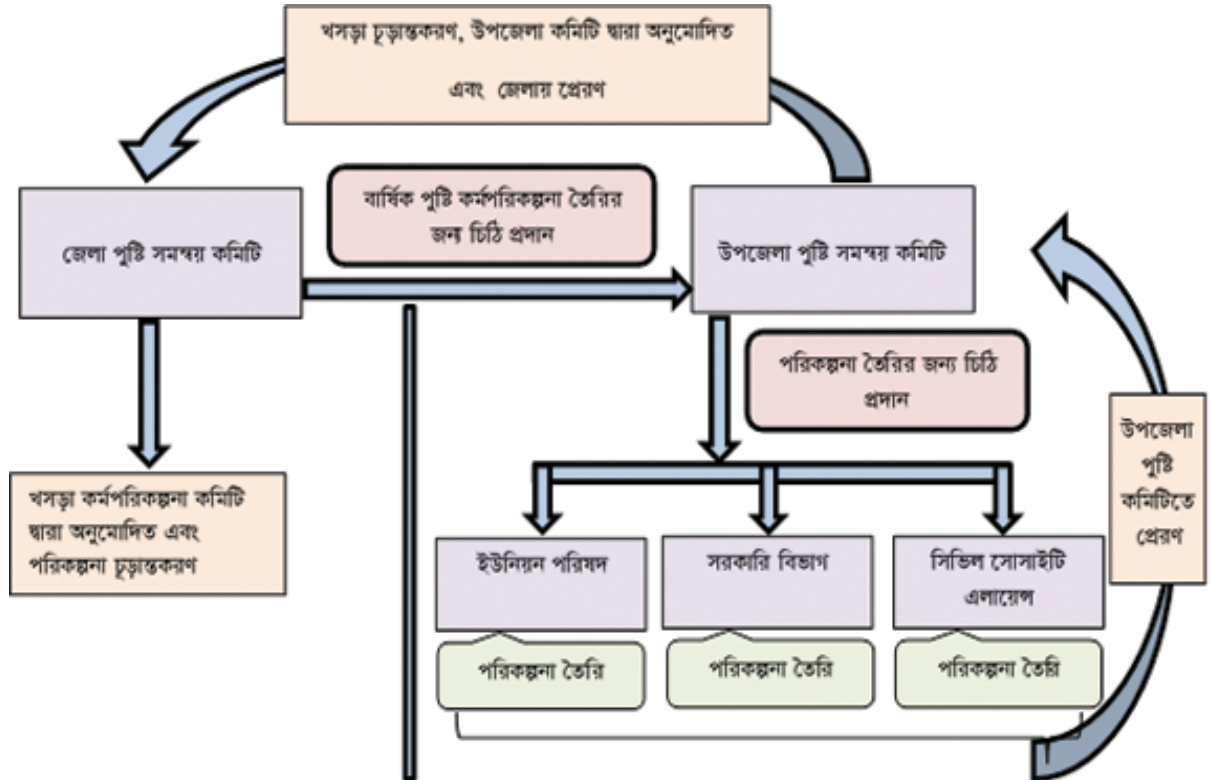 খসড়া চূড়ান্তকরণ, উপজেলা কমিটি দ্বারা অনুমোদিত
এবং জেলায় প্রেরণ
বার্ষিক পুষ্টি কর্মপরিকল্পনা তৈরির
জন্য চিঠি প্রদান
জেলা পুষ্টি সমন্বয় কমিটি
উপজেলা পুষ্টি সমন্বয় কমিটি
পরিকল্পনা তৈরির জন্য চিঠি
প্রদান
উপজেলা
পুষ্টি
কমিটিতে
প্রেরণ
খসড়া কর্মপরিকল্পনা কমিটি
দ্বারা অনুমোদিত এবং
পরিকল্পনা চূড়ান্তকরণ
ইউনিয়ন পরিষদ
সরকারি বিভাগ
সিভিল সোসাইটি
এলায়েন্স
পরিকল্পনা তৈরি
পরিকল্পনা তৈরি
পরিকল্পনা তৈরি